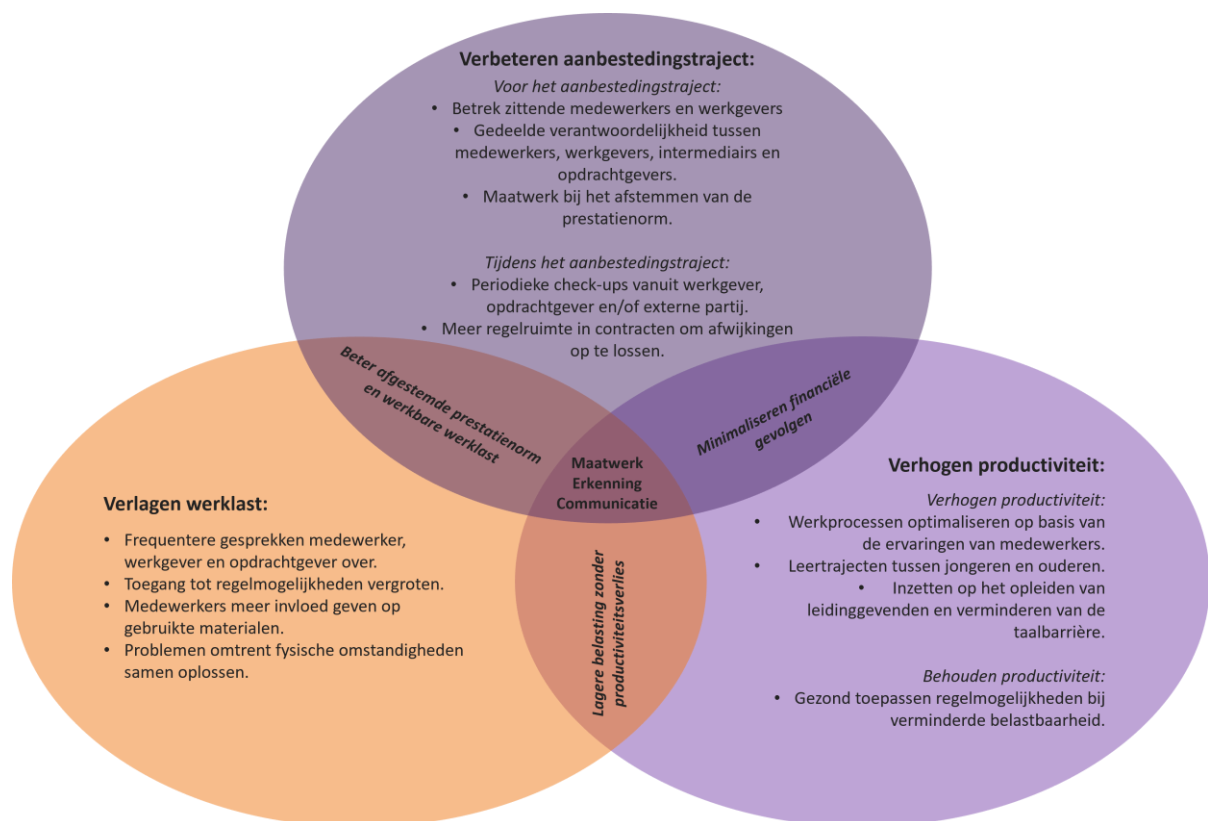 Verbeteren aanbestedingstraject:
Voor het aanbestedingstraject:
• Betrek zittende medewerkers en werkgevers
• Gedeelde verantwoordelijkheid tussen
medewerkers, werkgevers, intermediairs en
opdrachtgevers.
• Maatwerk bij het afstemmen van de
prestatienorm.
Tijdens het aanbestedingstraject:
• Periodieke check-ups vanuit werkgever,
opdrachtgever en/of externe partij.
• Meer regelruimte in contracten om afwijkingen
op te lossen.
Beter afgestemde prestatienorm
en werkbare werklast
Minimaliseren financiële
gevolgen
Maatwerk
Erkenning
Communicatie
Verlagen werklast:
• Frequentere gesprekken medewerker,
werkgever en opdrachtgever over.
• Toegang tot regelmogelijkheden vergroten.
• Medewerkers meer invloed geven op
gebruikte materialen.
• Problemen omtrent fysische omstandigheden
samen oplossen.
Lagere belasting zonder
productiviteitsverlies
Verhogen productiviteit:
Verhogen productiviteit:
• Werkprocessen optimaliseren op basis van
de ervaringen van medewerkers.
• Leertrajecten tussen jongeren en ouderen.
• Inzetten op het opleiden van
leidinggevenden en verminderen van de
taalbarrière.
Behouden productiviteit:
• Gezond toepassen regelmogelijkheden bij
verminderde belastbaarheid.